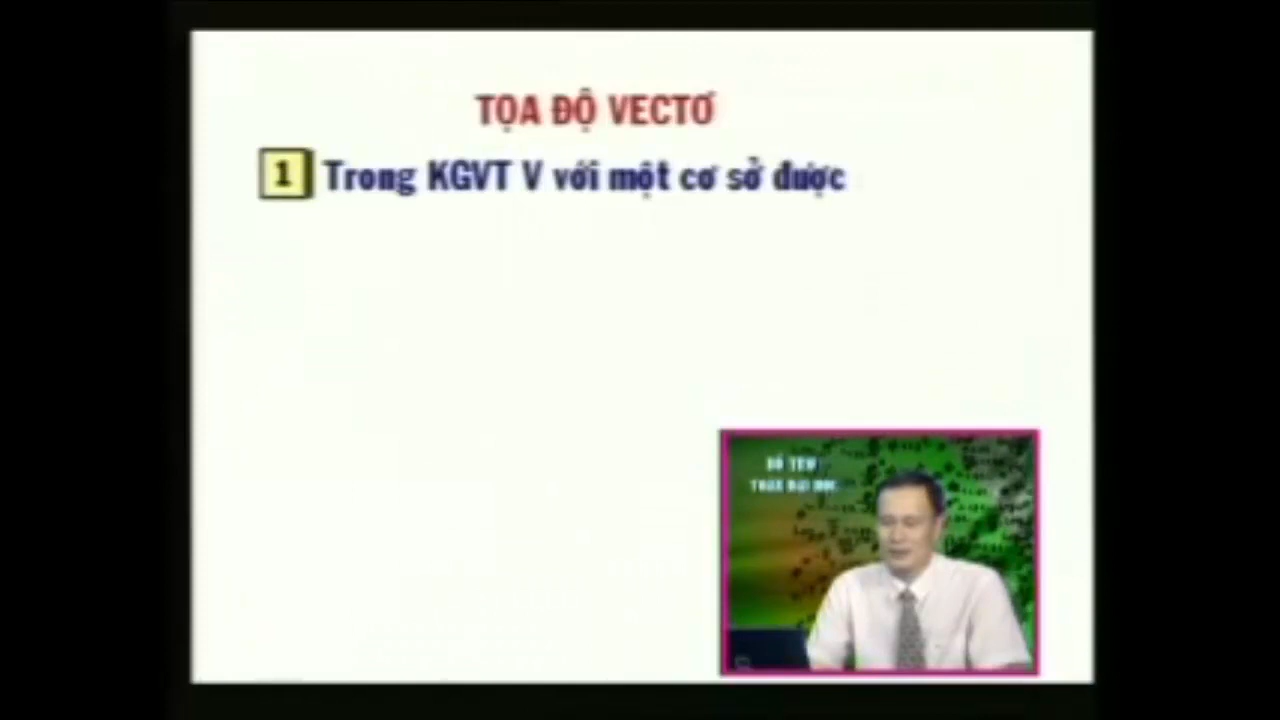 TỌA ĐỘ VECTƠ
1 Trong KGVT V với một cơ sở được